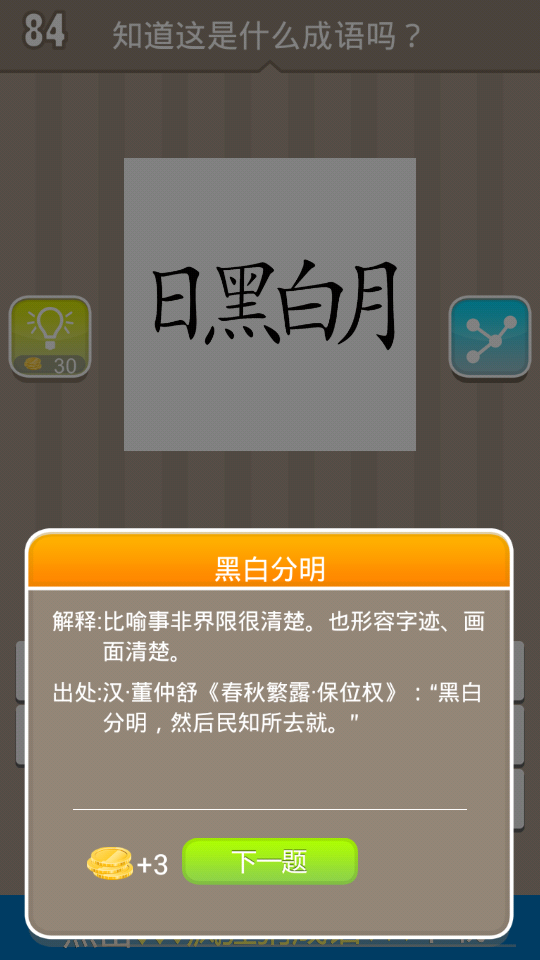 84
知道这是什么成语吗？
日黑白月
30
黑白分明
解释:比喻事非界限很清楚。也形容字迹、画
面清楚。
出处:汉·董仲舒《春秋繁露·保位权》：“黑白
分明，然后民知所去就。”
+3
下一题